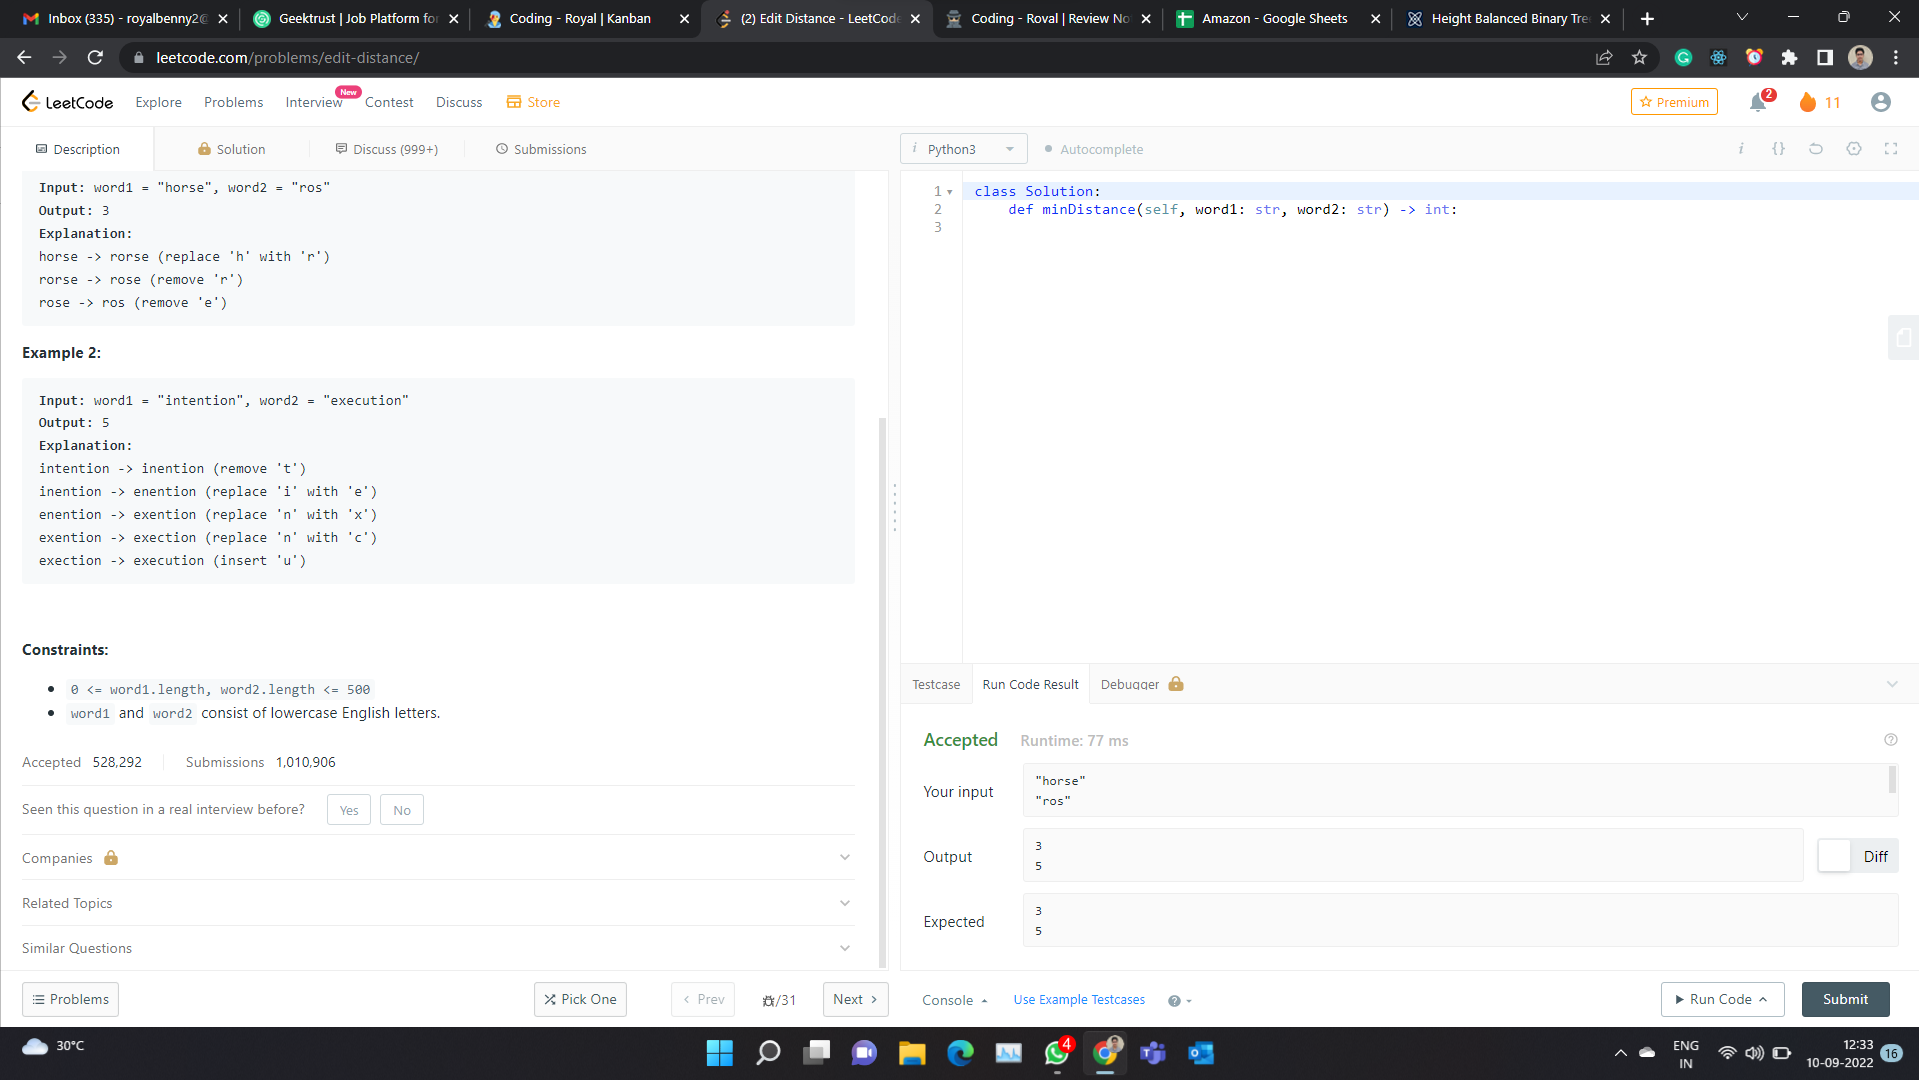 Inbox (335) - royalbenny2@
Geektrust | Job Platform for
Coding - Royal | Kanban
(2) Edit Distance - LeetCode
Coding - Royal | Review No
Amazon - Google Sheets
Height Balanced Binary Tre
leetcode.com/problems/edit-distance/
LeetCode Explore Problems Interview New Contest Discuss Store
Premium 2 11
Description Solution Discuss (999+) Submissions
Input: word1 = "horse", word2 = "ros"
Output: 3
Explanation:
horse -> rorse (replace 'h' with 'r')
rorse -> rose (remove 'r')
rose -> ros (remove 'e')
Example 2:
Input: word1 = "intention", word2 = "execution"
Output: 5
Explanation:
intention -> inention (remove 't')
inention -> enention (replace 'i' with 'e')
enention -> exention (replace 'n' with 'x')
exention -> exection (replace 'n' with 'c')
exection -> execution (insert 'u')
Constraints:
0 <= word1.length, word2.length <= 500
word1 and word2 consist of lowercase English letters.
Accepted 528,292 Submissions 1,010,906
Seen this question in a real interview before? Yes No
Companies
Related Topics
Similar Questions
Problems Pick One Prev /31 Next
i Python3 Autocomplete i {}
1 class Solution:
2 def minDistance(self, word1: str, word2: str) -> int:
3
Testcase Run Code Result Debugger
Accepted Runtime: 77 ms
Your input
"horse"
"ros"
Output
3
5
Diff
Expected
3
5
Console Use Example Testcases Run Code Submit
30°C
4
ENG
IN
12:33
10-09-2022
16